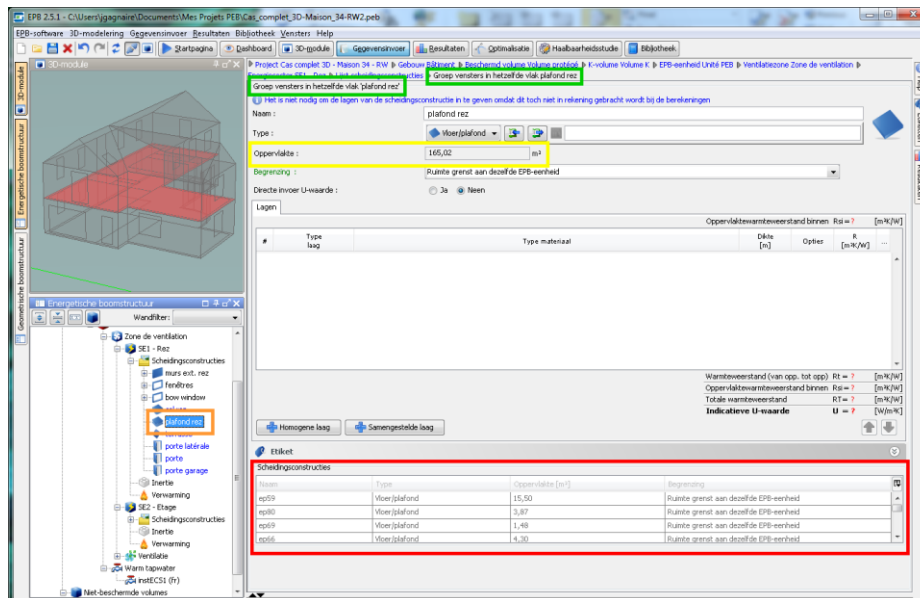 EPB 2.5.1 - C:\Users\jgagnaire\Documents\Mes Projets PEB\Cas_complet_3D-Maison_34-RW2.peb
EPB-software 3D-modelering Gegevensinvoer Resultaten Bibliotheek Vensters Help
Startpagina Dashboard 3D-module Gegevensinvoer Resultaten Optimalisatie Haalbaarheidsstudie Bibliotheek
3D-module
Project Cas complet 3D - Maison 34 - RW Gebouw Bâtiment Beschermd volume Volume protégé K-volume Volume K EPB-eenheid Unité PEB Ventilatiezone Zone de ventilation
Groep vensters in hetzelfde vlak plafond rez
Groep vensters in hetzelfde vlak 'plafond rez'
Het is niet nodig om de lagen van de scheidingsconstructie in te geven omdat dit toch niet in rekening gebracht wordt bij de berekeningen
Naam : plafond rez
Type : Vloer/plafond
Oppervlakte : 165,02 m²
Begrenzing : Ruimte grenst aan dezelfde EPB-eenheid
Directe invoer U-waarde : Ja Neen
Lagen
Oppervlaktewarmteweerstand binnen Rsi= ? [m²K/W]
# Type laag Type materiaal Dikte [m] Opties R [m²K/W] ...
Warmteweerstand (van opp. tot opp) Rt = ? [m²K/W]
Oppervlaktewarmteweerstand binnen Rsi= ? [m²K/W]
Totale warmteweerstand RT= ? [m²K/W]
Indicatieve U-waarde U = ? [W/m²K]
Homogene laag Samengestelde laag
Etiket
Scheidingsconstructies
Naam Type Oppervlakte [m²] Begrenzing
ep59 Vloer/plafond 15,50 Ruimte grenst aan dezelfde EPB-eenheid
ep80 Vloer/plafond 3,87 Ruimte grenst aan dezelfde EPB-eenheid
ep69 Vloer/plafond 1,48 Ruimte grenst aan dezelfde EPB-eenheid
ep66 Vloer/plafond 4,30 Ruimte grenst aan dezelfde EPB-eenheid
3D-module
Energetische boomstructuur
Geometrische boomstructuur
Energetische boomstructuur
Wandfilter:
Zone de ventilation
SE1 - Rez
Scheidingsconstructies
murs ext. rez
fenêtres
bow window
plafond rez
porte latérale
porte
porte garage
Inertie
Verwarming
SE2 - Etage
Scheidingsconstructies
Inertie
Verwarming
Ventilatie
Warm tapwater
instECS1 (fr)
Niet-beschermde volumes